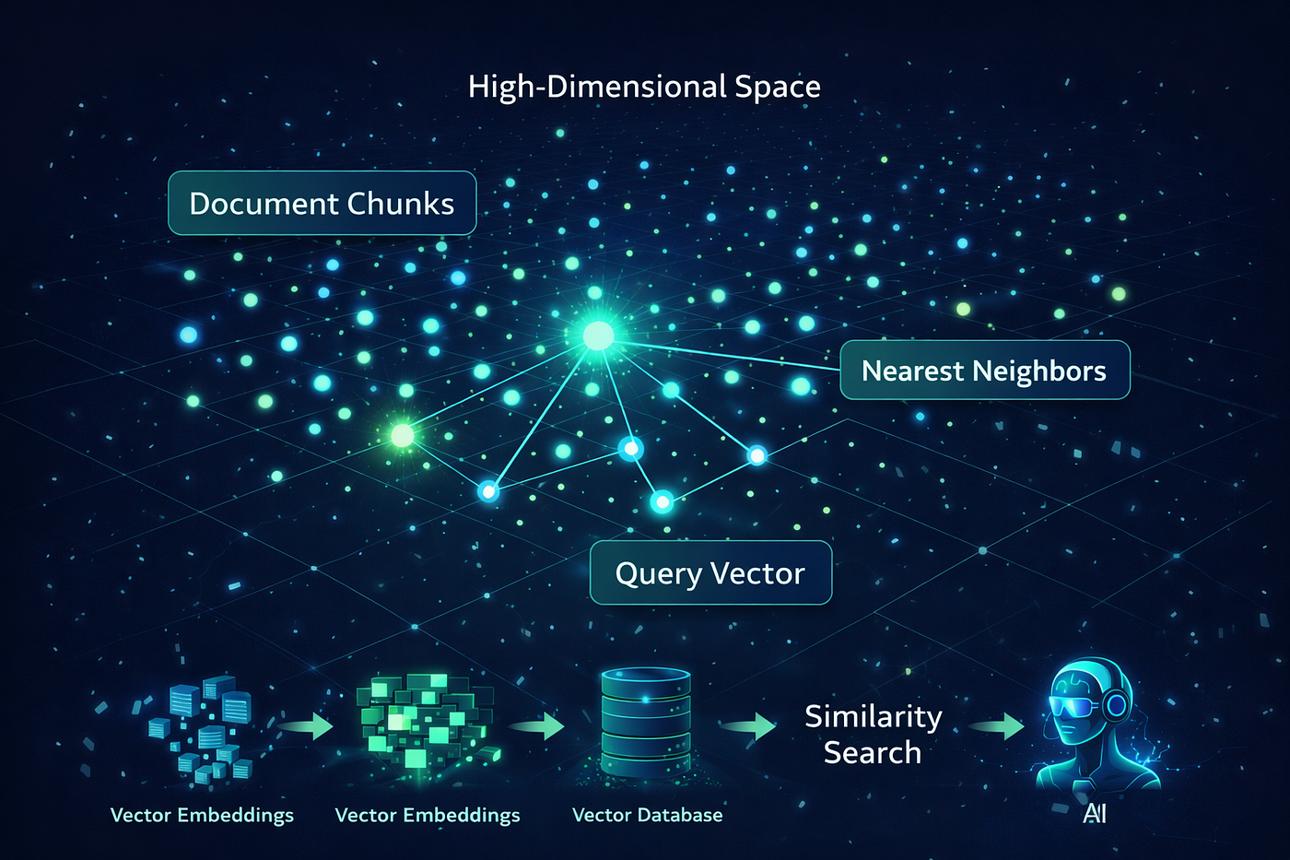 High-Dimensional Space
Document Chunks
Nearest Neighbors
Query Vector
Similarity
Search
Vector Embeddings
Vector Embeddings
Vector Database
AI